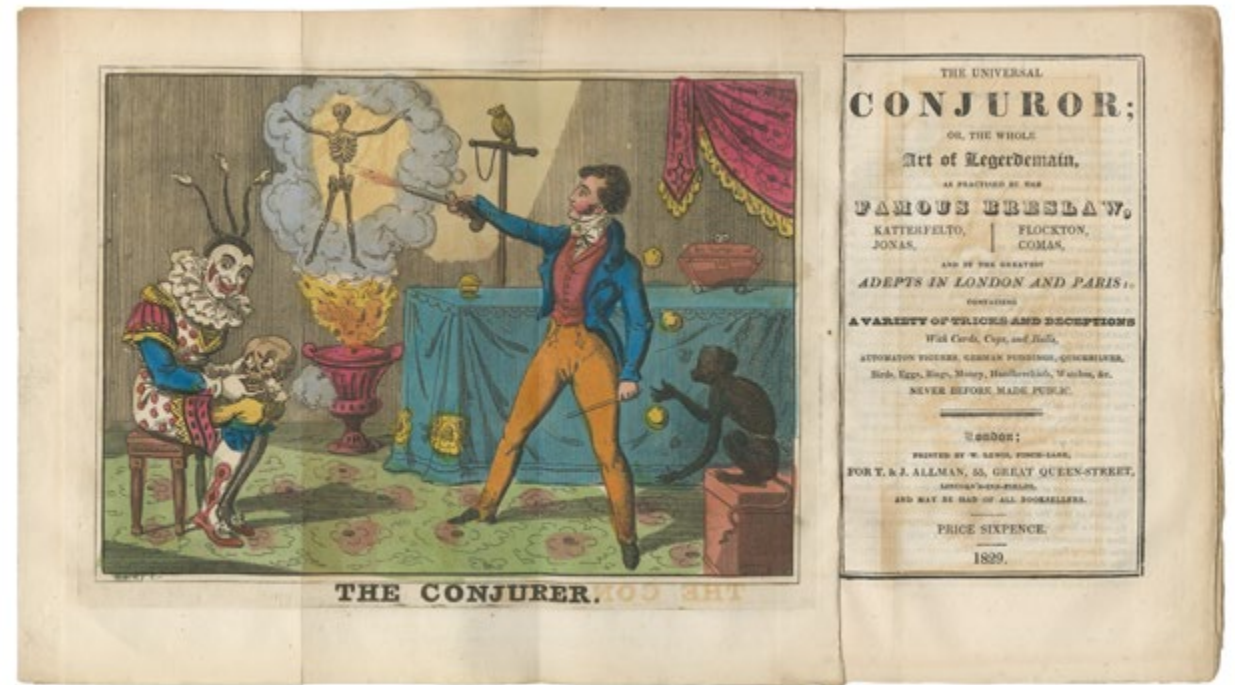 THE CONJURER.
THE UNIVERSAL
CONJUROR;
OR, THE WHOLE
Art of Legerdemain,
AS PRACTISED BY THE
FAMOUS BRESLAW,
KATTERFELTO,
JONAS,
FLOCKTON,
COMAS,
AND BY THE GREATEST
ADEPTS IN LONDON AND PARIS:
CONTAINING
A VARIETY OF TRICKS AND DECEPTIONS
With Cards, Cups, and Balls,
AUTOMATON FIGURES, GERMAN PUDDINGS, QUICKSILVER,
Birds, Eggs, Rings, Money, Handkerchiefs, Watches, &c.
NEVER BEFORE MADE PUBLIC.
London:
PRINTED BY W. LEWIS, FINCH-LANE,
FOR T. & J. ALLMAN, 55, GREAT QUEEN-STREET,
LINCOLN'S-INN-FIELDS,
AND MAY BE HAD OF ALL BOOKSELLERS.
PRICE SIXPENCE.
1829.